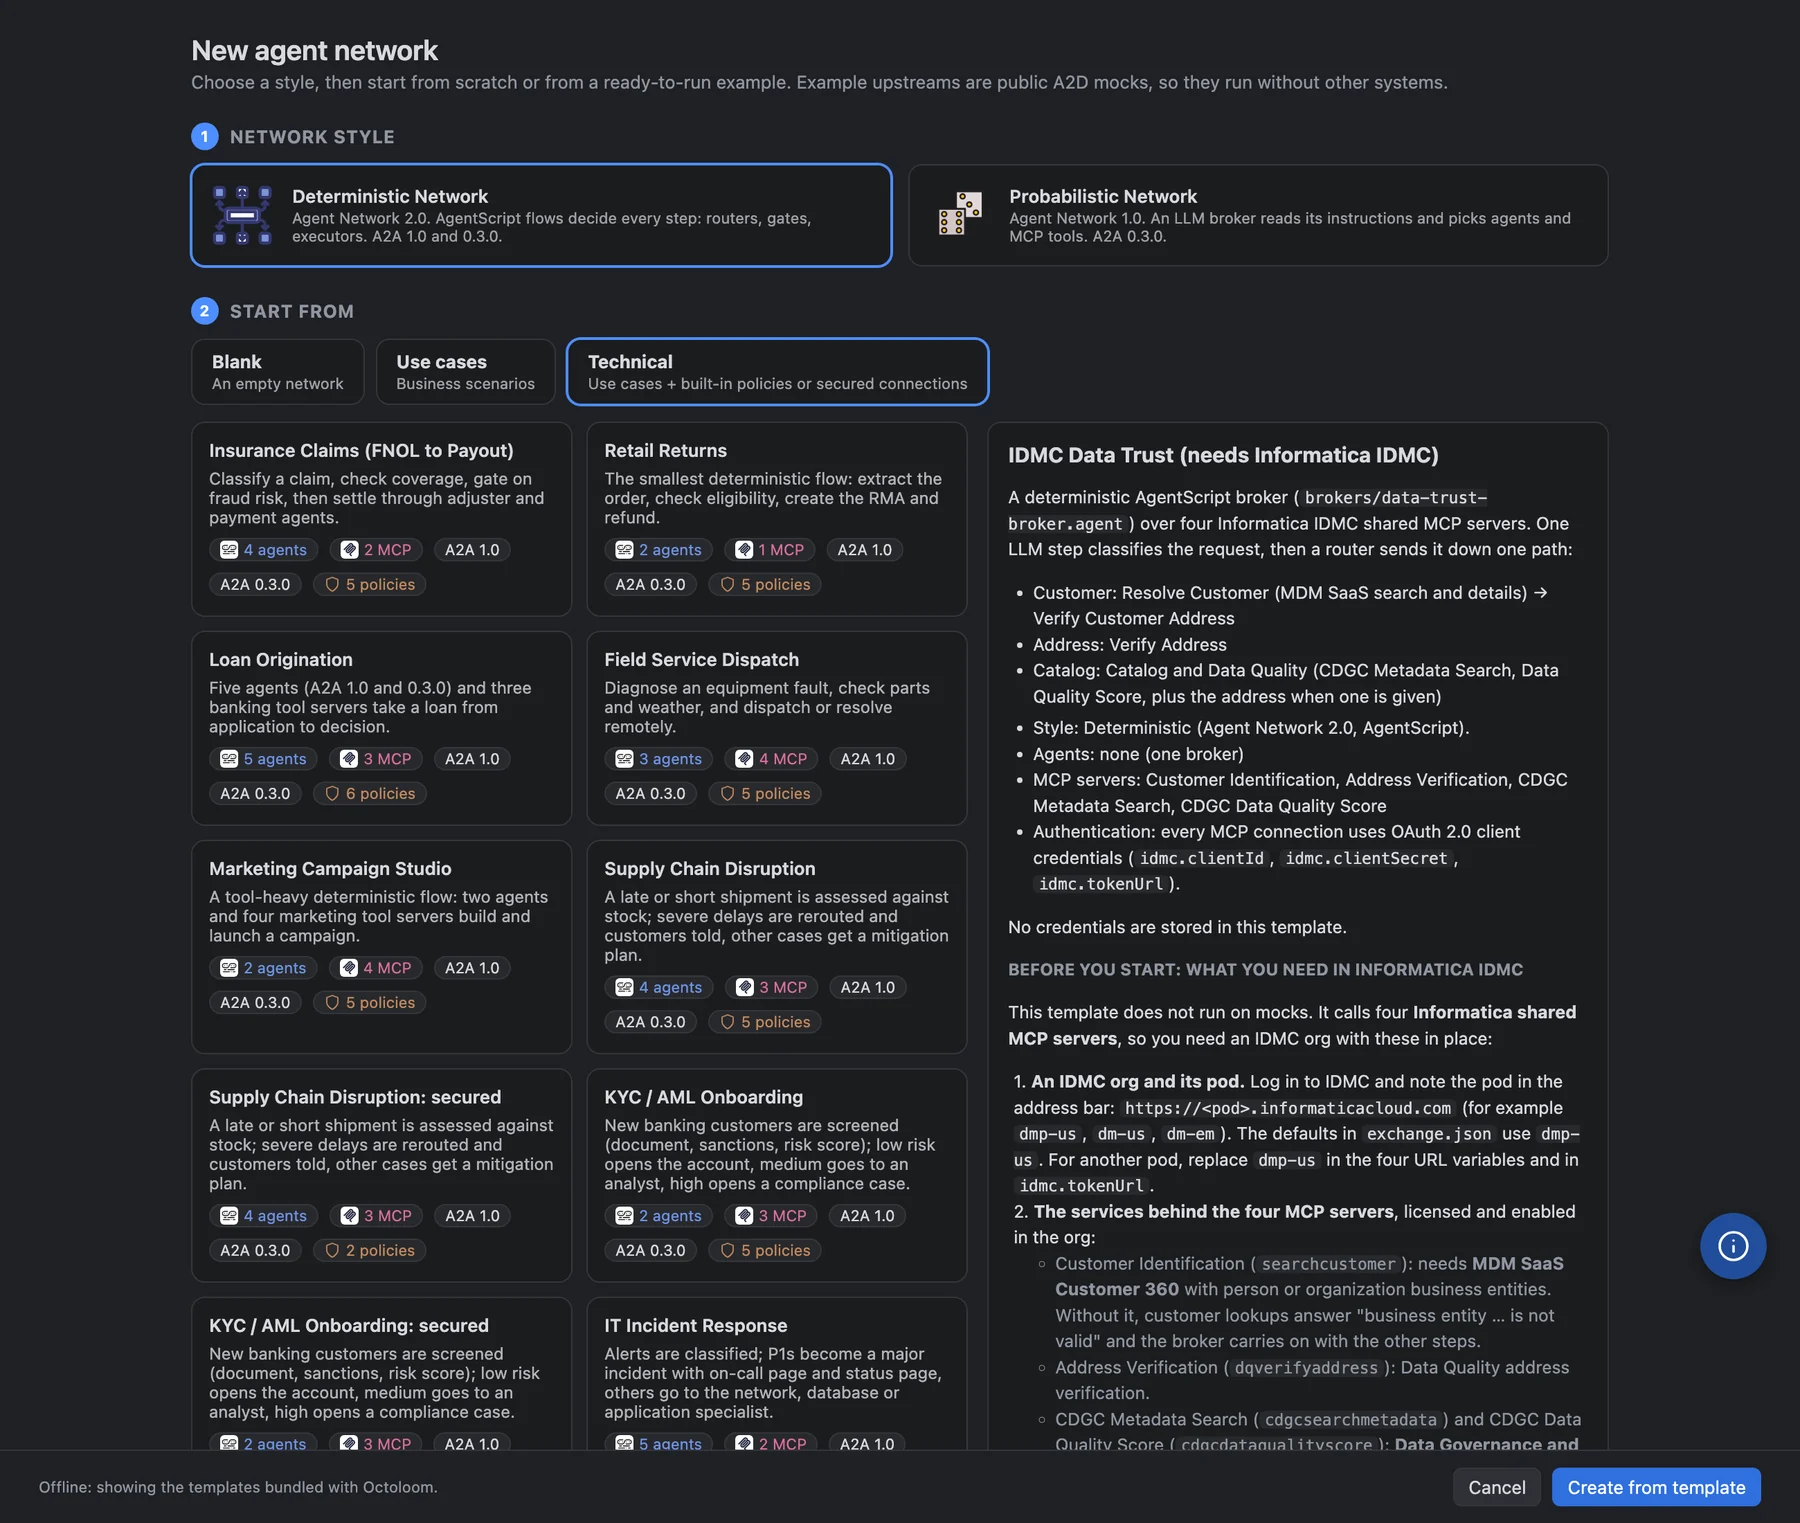 New agent network
Choose a style, then start from scratch or from a ready-to-run example. Example upstreams are public A2D mocks, so they run without other systems.
1 NETWORK STYLE
Deterministic Network
Agent Network 2.0. AgentScript flows decide every step: routers, gates,
executors. A2A 1.0 and 0.3.0.
Probabilistic Network
Agent Network 1.0. An LLM broker reads its instructions and picks agents and
MCP tools. A2A 0.3.0.
2 START FROM
Blank
An empty network
Use cases
Business scenarios
Technical
Use cases + built-in policies or secured connections
Insurance Claims (FNOL to Payout)
Classify a claim, check coverage, gate on
fraud risk, then settle through adjuster and
payment agents.
4 agents 2 MCP A2A 1.0
A2A 0.3.0 5 policies
Retail Returns
The smallest deterministic flow: extract the
order, check eligibility, create the RMA and
refund.
2 agents 1 MCP A2A 1.0
A2A 0.3.0 5 policies
Loan Origination
Five agents (A2A 1.0 and 0.3.0) and three
banking tool servers take a loan from
application to decision.
5 agents 3 MCP A2A 1.0
A2A 0.3.0 6 policies
Field Service Dispatch
Diagnose an equipment fault, check parts
and weather, and dispatch or resolve
remotely.
3 agents 4 MCP A2A 1.0
A2A 0.3.0 5 policies
Marketing Campaign Studio
A tool-heavy deterministic flow: two agents
and four marketing tool servers build and
launch a campaign.
2 agents 4 MCP A2A 1.0
A2A 0.3.0 5 policies
Supply Chain Disruption
A late or short shipment is assessed against
stock; severe delays are rerouted and
customers told, other cases get a mitigation
plan.
4 agents 3 MCP A2A 1.0
A2A 0.3.0 5 policies
Supply Chain Disruption: secured
A late or short shipment is assessed against
stock; severe delays are rerouted and
customers told, other cases get a mitigation
plan.
4 agents 3 MCP A2A 1.0
A2A 0.3.0 2 policies
KYC / AML Onboarding
New banking customers are screened
(document, sanctions, risk score); low risk
opens the account, medium goes to an
analyst, high opens a compliance case.
2 agents 3 MCP A2A 1.0
A2A 0.3.0 5 policies
KYC / AML Onboarding: secured
New banking customers are screened
(document, sanctions, risk score); low risk
opens the account, medium goes to an
analyst, high opens a compliance case.
2 agents 3 MCP A2A 1.0
IT Incident Response
Alerts are classified; P1s become a major
incident with on-call page and status page,
others go to the network, database or
application specialist.
5 agents 2 MCP A2A 1.0
IDMC Data Trust (needs Informatica IDMC)
A deterministic AgentScript broker ( brokers/data-trust-
broker.agent ) over four Informatica IDMC shared MCP servers. One
LLM step classifies the request, then a router sends it down one path:
• Customer: Resolve Customer (MDM SaaS search and details) →
Verify Customer Address
• Address: Verify Address
• Catalog: Catalog and Data Quality (CDGC Metadata Search, Data
Quality Score, plus the address when one is given)
• Style: Deterministic (Agent Network 2.0, AgentScript).
• Agents: none (one broker)
• MCP servers: Customer Identification, Address Verification, CDGC
Metadata Search, CDGC Data Quality Score
• Authentication: every MCP connection uses OAuth 2.0 client
credentials ( idmc.clientId , idmc.clientSecret ,
idmc.tokenUrl ).
No credentials are stored in this template.
BEFORE YOU START: WHAT YOU NEED IN INFORMATICA IDMC
This template does not run on mocks. It calls four Informatica shared
MCP servers, so you need an IDMC org with these in place:
1. An IDMC org and its pod. Log in to IDMC and note the pod in the
address bar: https://<pod>.informaticacloud.com (for example
dmp-us , dm-us , dm-em ). The defaults in exchange.json use dmp-
us . For another pod, replace dmp-us in the four URL variables and in
idmc.tokenUrl .
2. The services behind the four MCP servers, licensed and enabled
in the org:
◦ Customer Identification ( searchcustomer ): needs MDM SaaS
Customer 360 with person or organization business entities.
Without it, customer lookups answer "business entity ... is not
valid" and the broker carries on with the other steps.
◦ Address Verification ( dqverifyaddress ): Data Quality address
verification.
◦ CDGC Metadata Search ( cdgcsearchmetadata ) and CDGC Data
Quality Score ( cdgcdataqualityscore ): Data Governance and
Offline: showing the templates bundled with Octoloom.
Cancel
Create from template